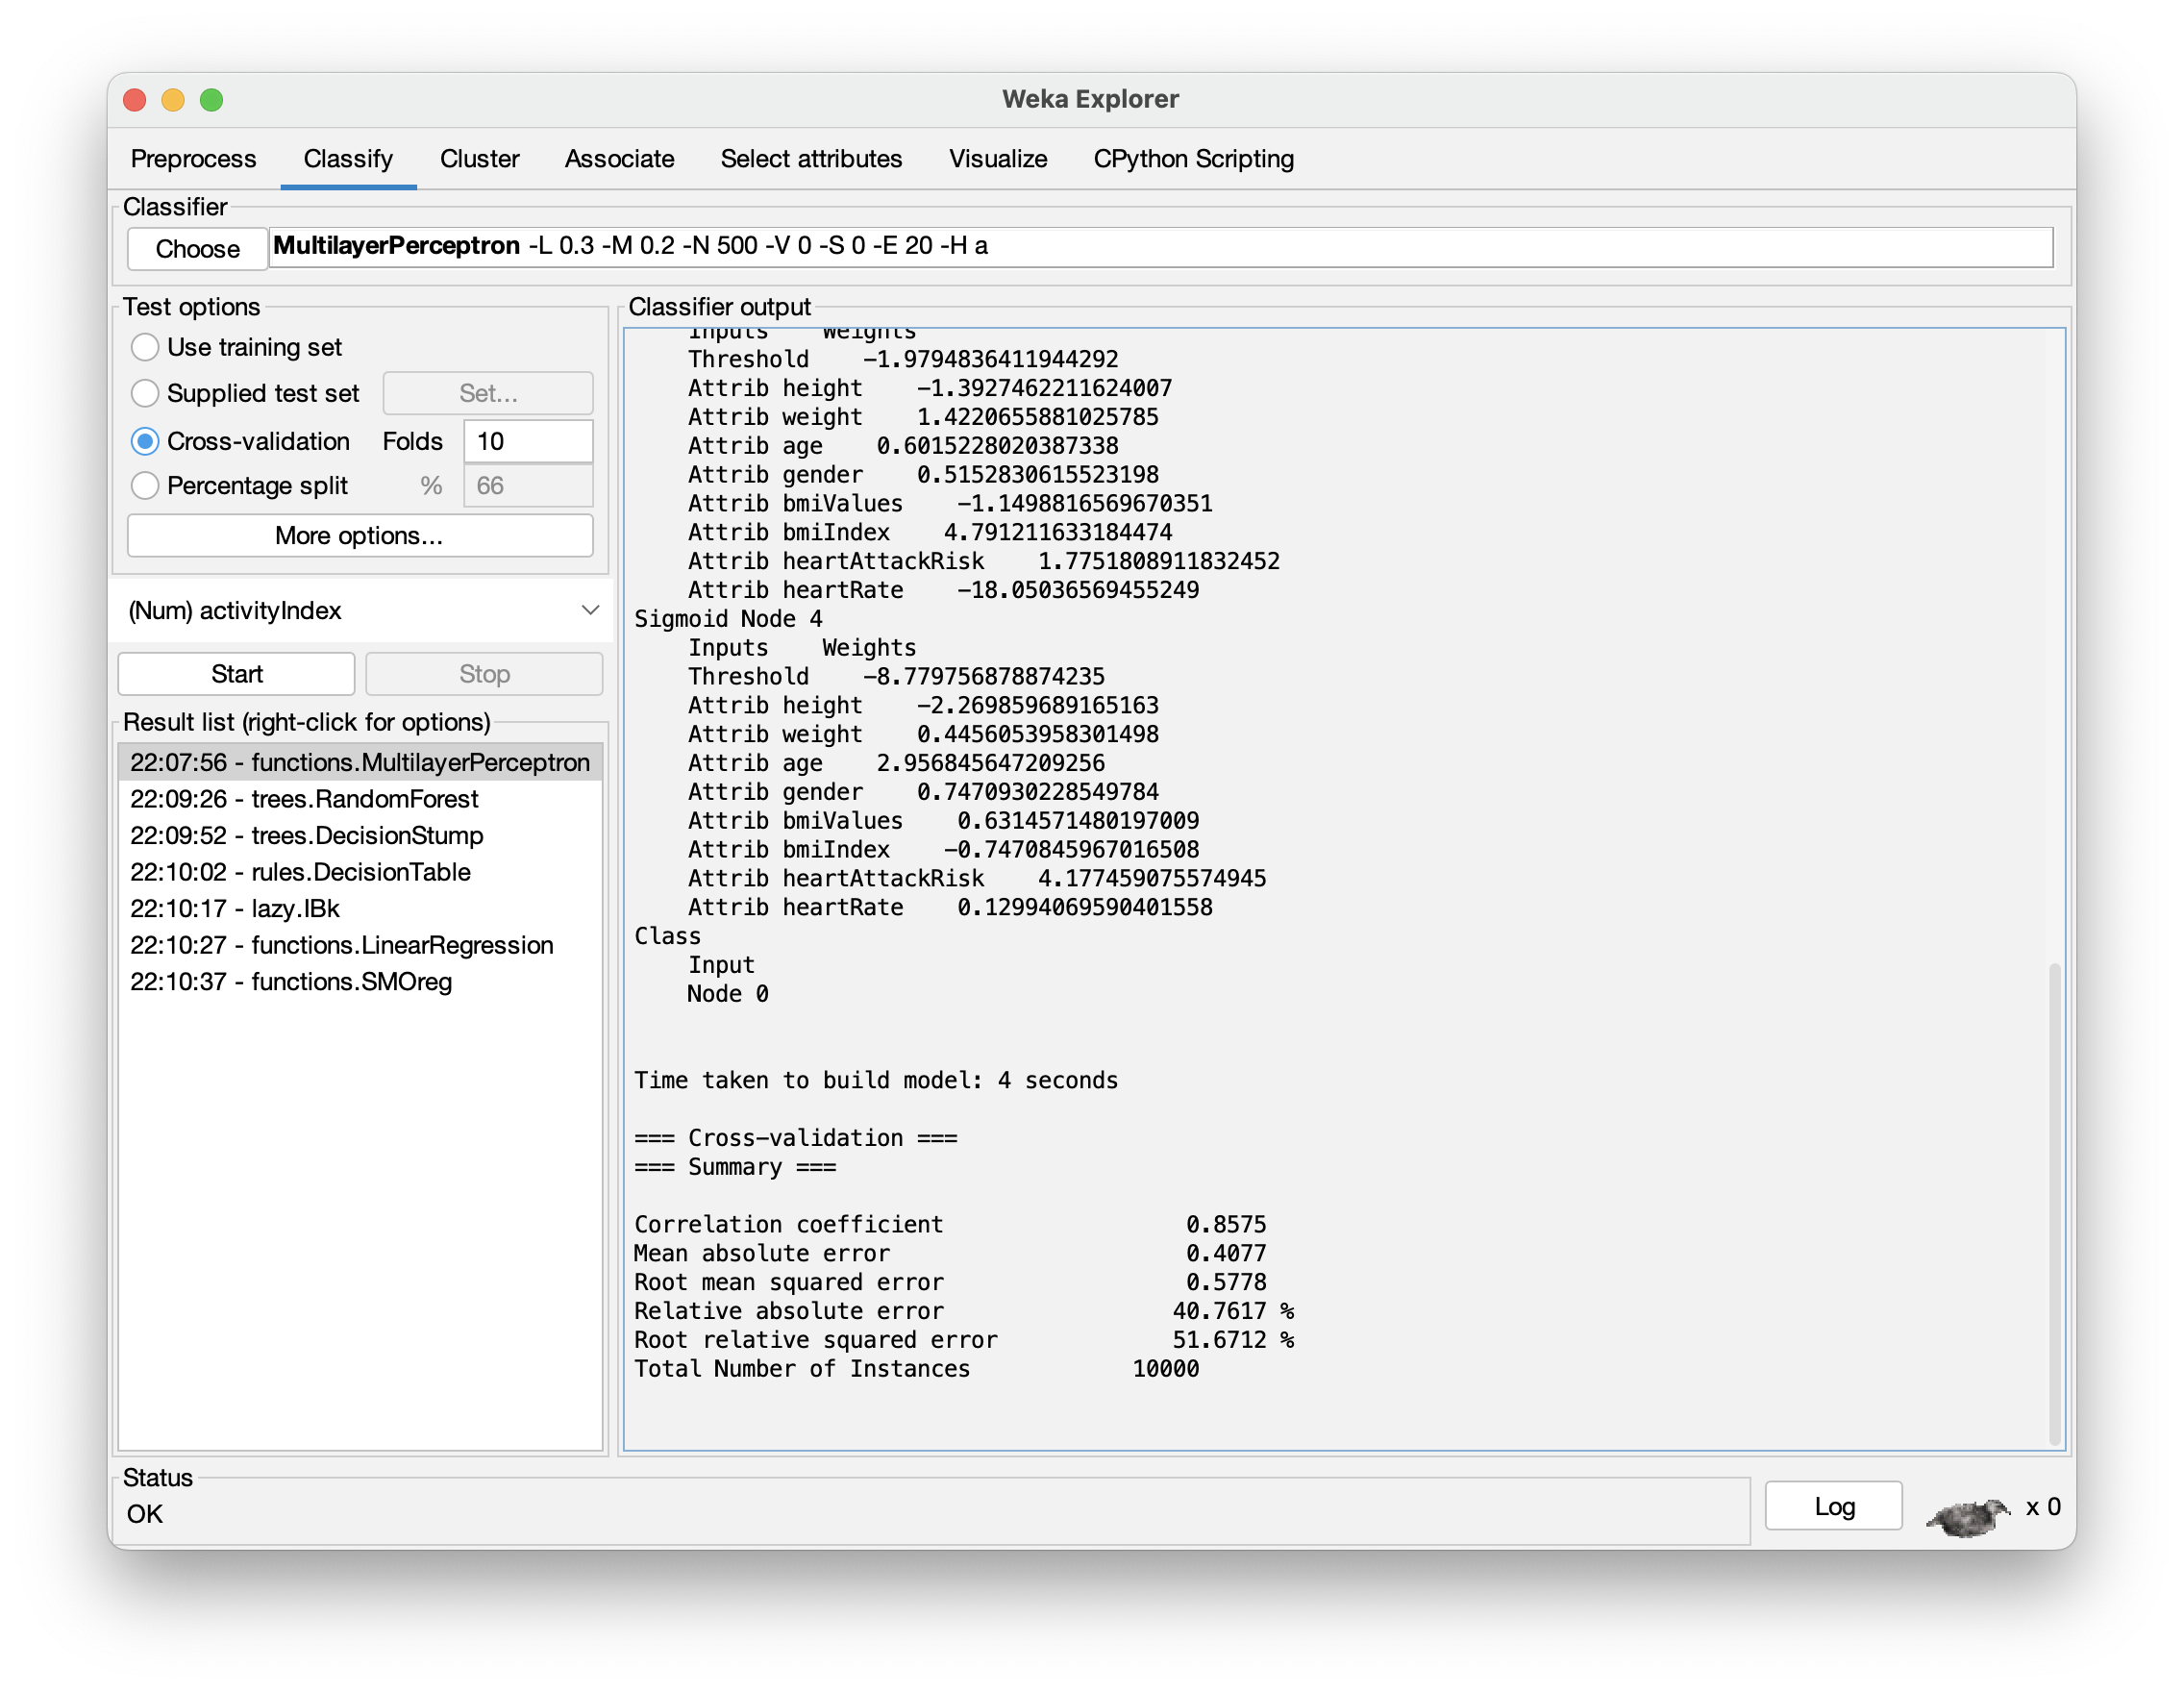 Weka Explorer
Preprocess Classify Cluster Associate Select attributes Visualize CPython Scripting
Classifier
Choose MultilayerPerceptron -L 0.3 -M 0.2 -N 500 -V 0 -S 0 -E 20 -H a
Test options
Use training set
Supplied test set Set...
Cross-validation Folds 10
Percentage split % 66
More options...
(Num) activityIndex
Start Stop
Result list (right-click for options)
22:07:56 - functions.MultilayerPerceptron
22:09:26 - trees.RandomForest
22:09:52 - trees.DecisionStump
22:10:02 - rules.DecisionTable
22:10:17 - lazy.IBk
22:10:27 - functions.LinearRegression
22:10:37 - functions.SMOreg
Classifier output
Inputs Weights
Threshold -1.9794836411944292
Attrib height -1.3927462211624007
Attrib weight 1.4220655881025785
Attrib age 0.6015228020387338
Attrib gender 0.5152830615523198
Attrib bmiValues -1.1498816569670351
Attrib bmiIndex 4.791211633184474
Attrib heartAttackRisk 1.7751808911832452
Attrib heartRate -18.05036569455249
Sigmoid Node 4
Inputs Weights
Threshold -8.779756878874235
Attrib height -2.269859689165163
Attrib weight 0.4456053958301498
Attrib age 2.956845647209256
Attrib gender 0.7470930228549784
Attrib bmiValues 0.6314571480197009
Attrib bmiIndex -0.7470845967016508
Attrib heartAttackRisk 4.177459075574945
Attrib heartRate 0.12994069590401558
Class
Input
Node 0
Time taken to build model: 4 seconds
=== Cross-validation ===
=== Summary ===
Correlation coefficient 0.8575
Mean absolute error 0.4077
Root mean squared error 0.5778
Relative absolute error 40.7617 %
Root relative squared error 51.6712 %
Total Number of Instances 10000
Status
OK
Log x 0